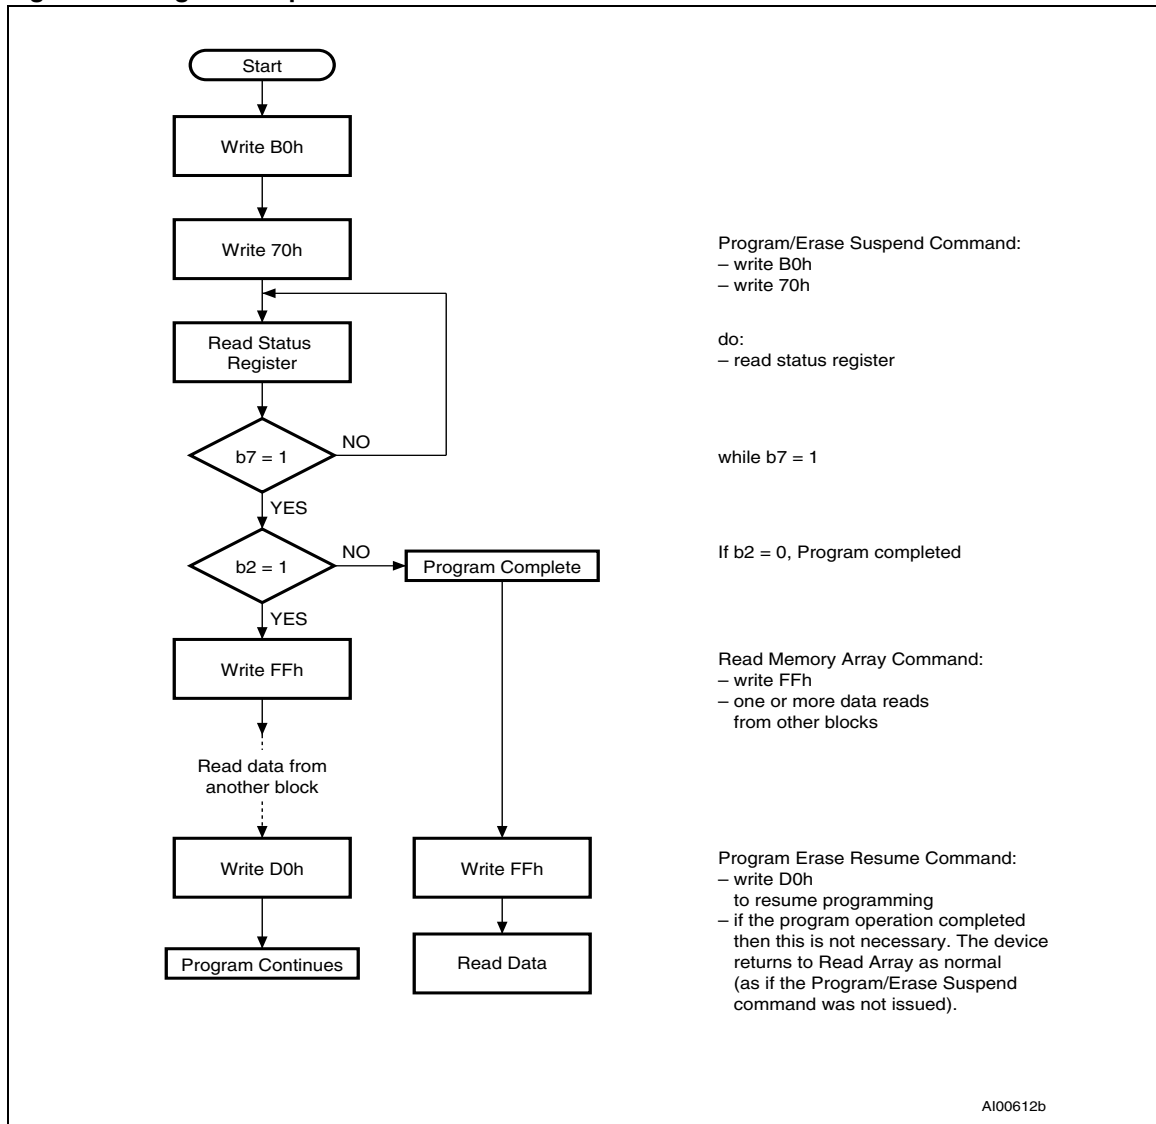 Start
Write B0h
Write 70h
Read Status
Register
NO
b7 = 1
YES
NO
b2 = 1
Program Complete
YES
Write FFh
Read data from
another block
Write D0h
Write FFh
Program Continues
Read Data
Program/Erase Suspend Command:
– write B0h
– write 70h
do:
– read status register
while b7 = 1
If b2 = 0, Program completed
Read Memory Array Command:
– write FFh
– one or more data reads
from other blocks
Program Erase Resume Command:
– write D0h
to resume programming
– if the program operation completed
then this is not necessary. The device
returns to Read Array as normal
(as if the Program/Erase Suspend
command was not issued).
AI00612b